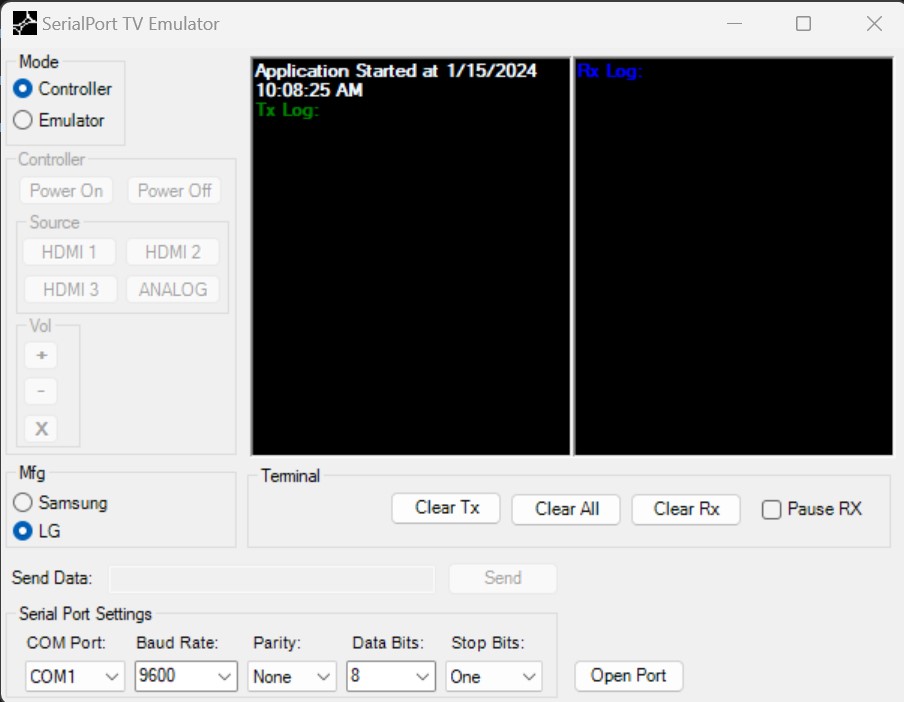 SerialPort TV Emulator
Mode
Controller
Emulator
Application Started at 1/15/2024
10:08:25 AM
Tx Log:
Rx Log:
Controller
Power On Power Off
Source
HDMI 1 HDMI 2
HDMI 3 ANALOG
Vol
+
-
X
Mfg
Samsung
LG
Terminal
Clear Tx Clear All Clear Rx Pause RX
Send Data: Send
Serial Port Settings
COM Port: Baud Rate: Parity: Data Bits: Stop Bits:
COM1 9600 None 8 One Open Port